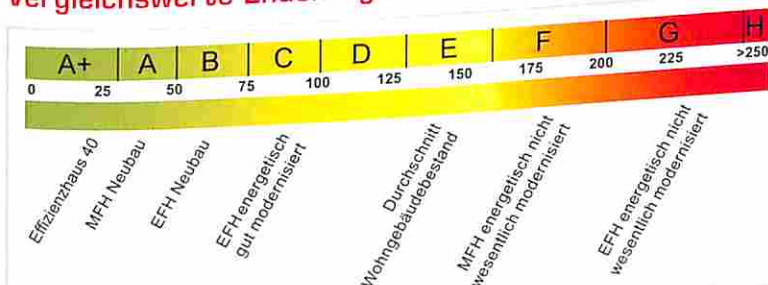 Vergleichswerte
A+ A B C D E F G H
0 25 50 75 100 125 150 175 200 225 >250
Effizienzhaus 40
MFH Neubau
EFH Neubau
EFH energetisch
gut modernisiert
Durchschnitt
Wohngebäudebestand
MFH energetisch nicht
wesentlich modernisiert
EFH energetisch nicht
wesentlich modernisiert